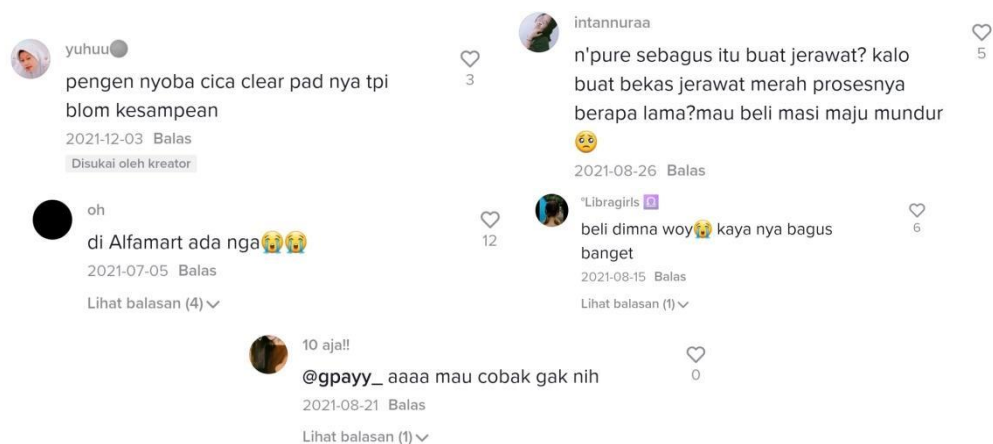 yuhuu
pengen nyoba cica clear pad nya tpi
blom kesampean
2021-12-03 Balas
Disukai oleh kreator
3
intannuraa
n'pure sebagus itu buat jerawat? kalo
buat bekas jerawat merah prosesnya
berapa lama?mau beli masi maju mundur
🥺
2021-08-26 Balas
5
oh
di Alfamart ada nga😭😭
2021-07-05 Balas
Lihat balasan (4)
12
°Libragirls ♎
beli dimna woy😭 kaya nya bagus
banget
2021-08-15 Balas
Lihat balasan (1)
6
10 aja!!
@gpayy_ aaaa mau cobak gak nih
2021-08-21 Balas
Lihat balasan (1)
0